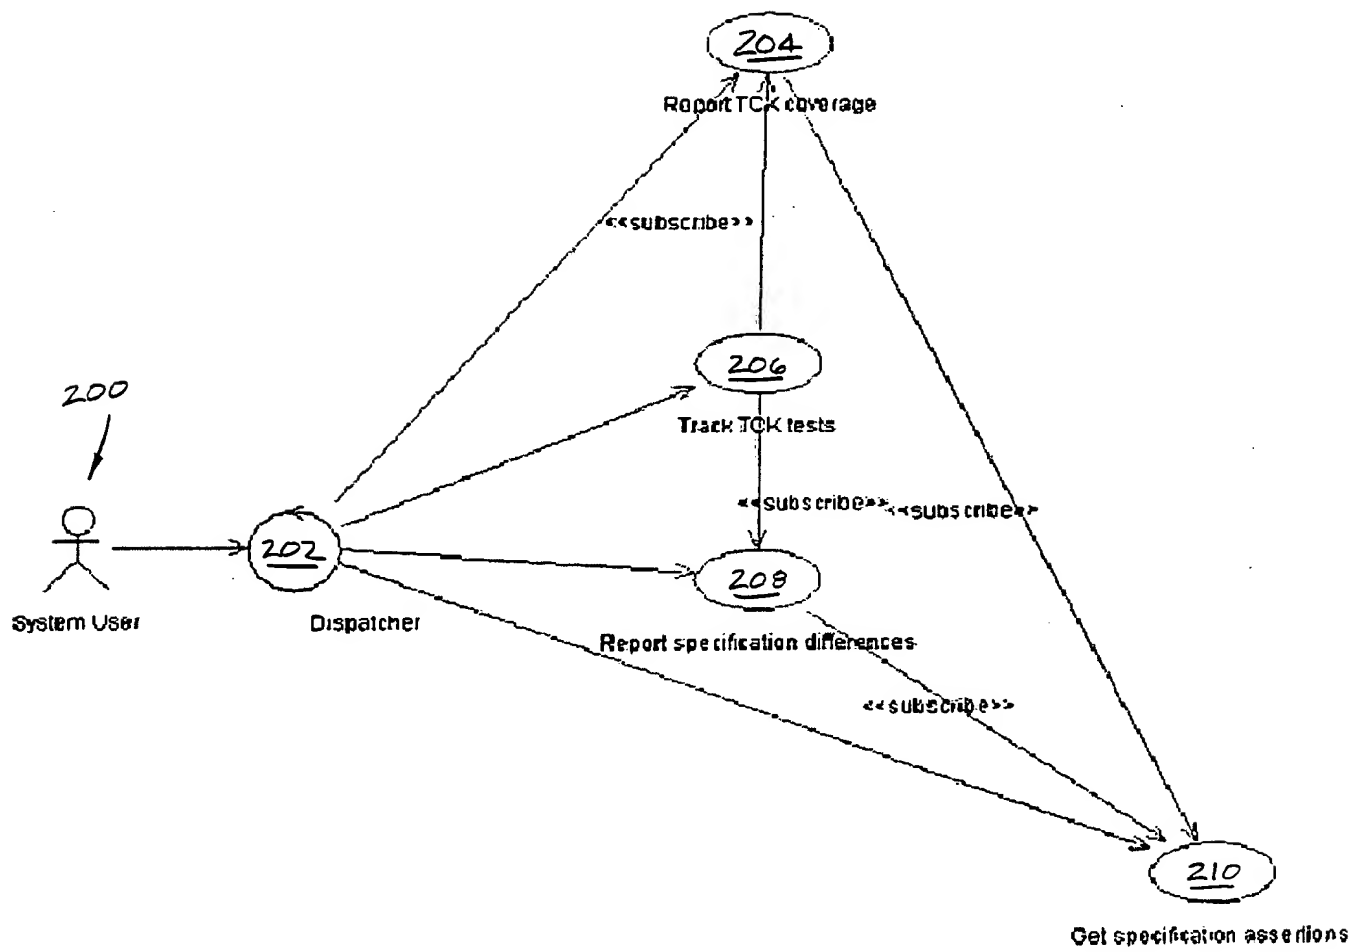 204
Report TCK coverage
<<subscribe>>
206
Track TCK tests
200
<<subscribe>>
<<subscribe>>
202
208
System User
Dispatcher
Report specification differences
<<subscribe>>
210
Get specification assertions